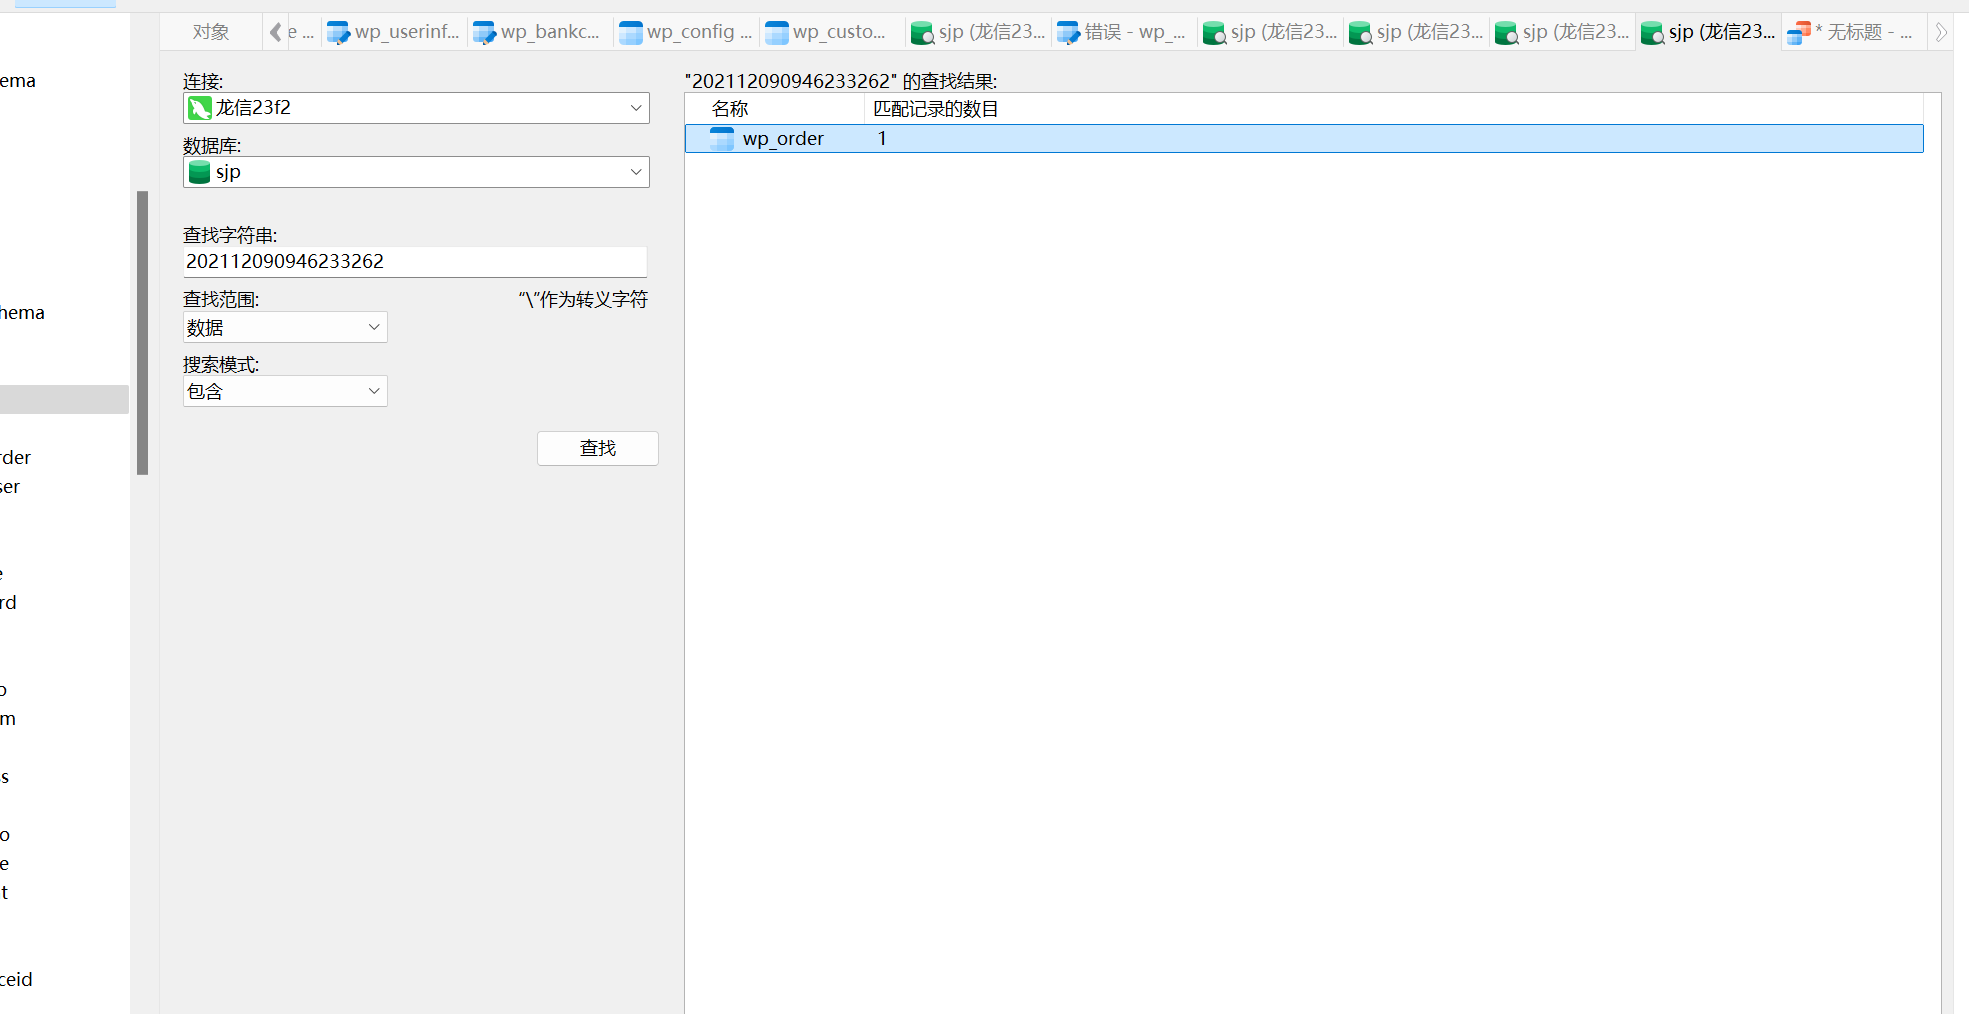 对象
e ...
wp_userinf...
wp_bankc...
wp_config ...
wp_custo...
sjp (龙信23...
错误 - wp_...
sjp (龙信23...
sjp (龙信23...
sjp (龙信23...
sjp (龙信23...
* 无标题 - ...
ema
hema
rder
ser
e
rd
o
m
s
o
e
t
ceid
连接:
龙信23f2
数据库:
sjp
查找字符串:
202112090946233262
查找范围:
“\”作为转义字符
数据
搜索模式:
包含
查找
"202112090946233262" 的查找结果:
名称 匹配记录的数目
wp_order 1